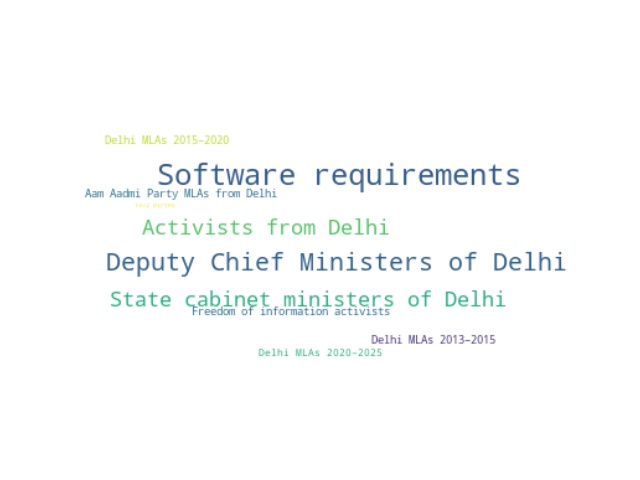 Delhi MLAs 2015–2020
Software requirements
Aam Aadmi Party MLAs from Delhi
Activists from Delhi
Deputy Chief Ministers of Delhi
State cabinet ministers of Delhi
Freedom of information activists
Delhi MLAs 2013–2015
Delhi MLAs 2020–2025